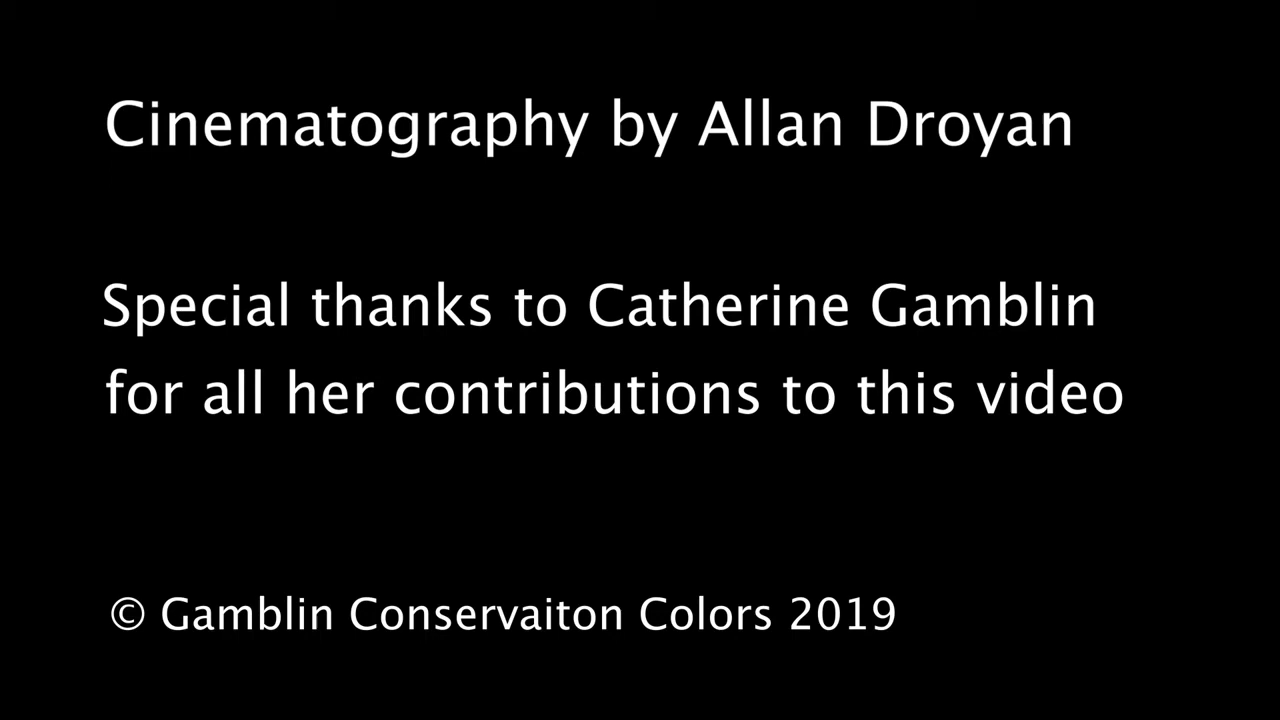 Cinematography by Allan Droyan
Special thanks to Catherine Gamblin
for all her contributions to this video
© Gamblin Conservaiton Colors 2019